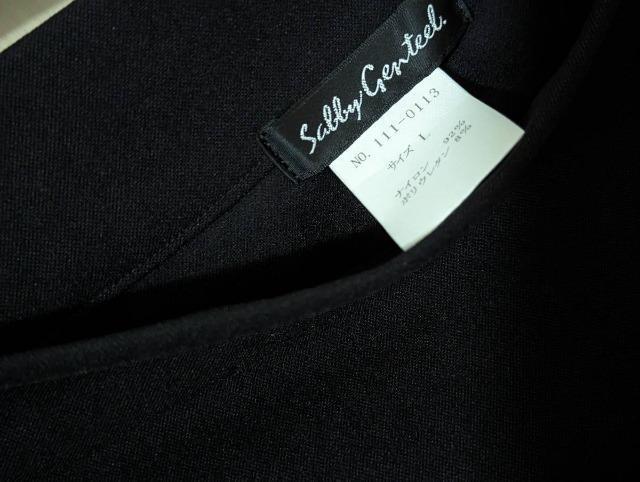 Sabby Genteel.
NO. 111-0113
サイズ L
ナイロン 92%
ポリウレタン 8%